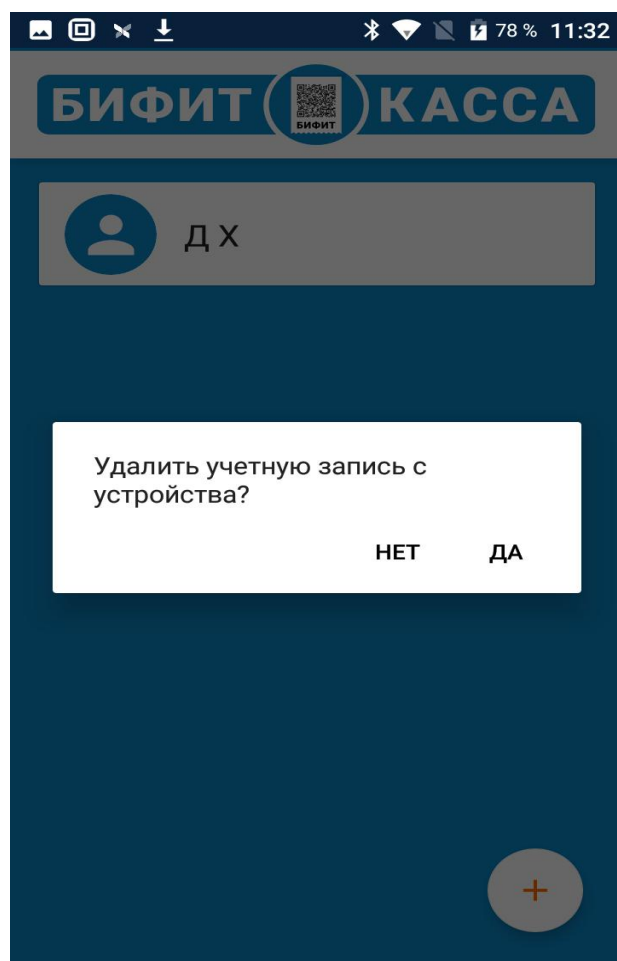 78 % 11:32
БИФИТ БИФИТ КАССА
Д Х
Удалить учетную запись с
устройства?
НЕТ ДА
+